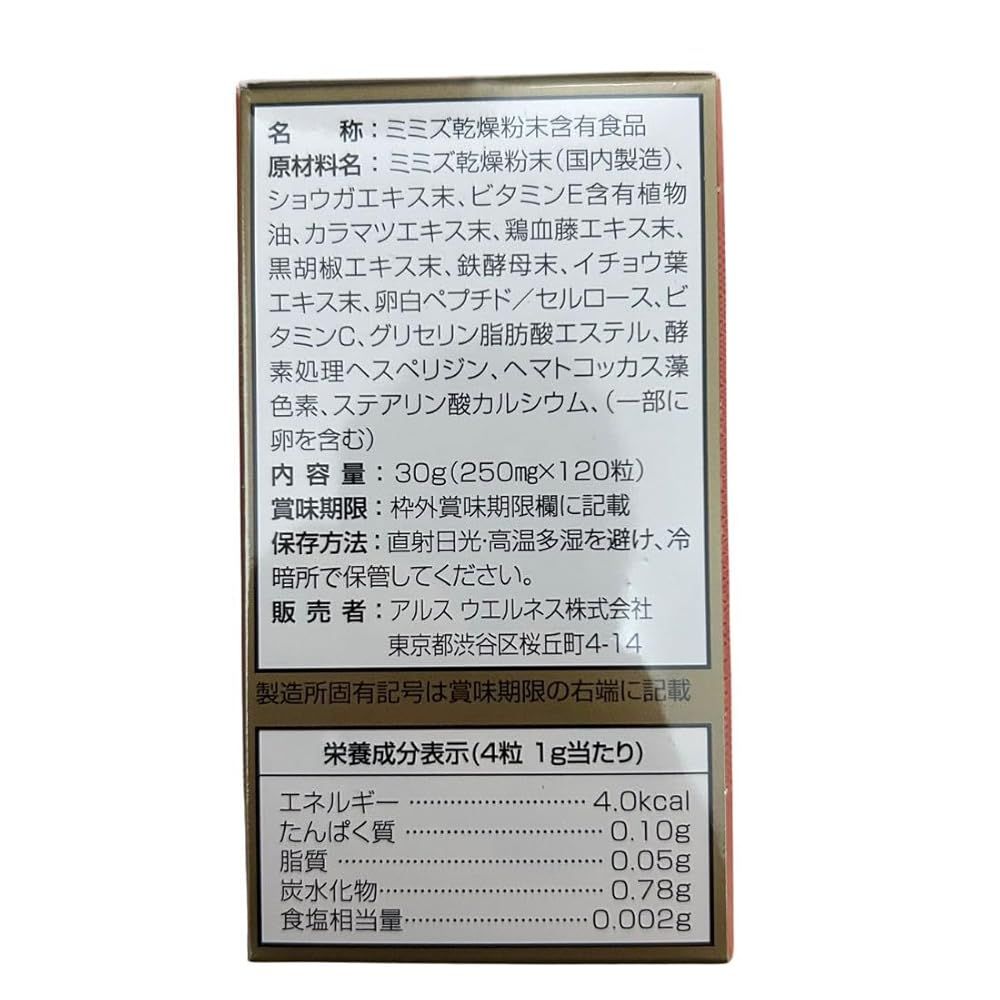 名　　称：ミミズ乾燥粉末含有食品
原材料名：ミミズ乾燥粉末(国内製造)、
ショウガエキス末、ビタミンE含有植物
油、カラマツエキス末、鶏血藤エキス末、
黒胡椒エキス末、鉄酵母末、イチョウ葉
エキス末、卵白ペプチド／セルロース、ビ
タミンC、グリセリン脂肪酸エステル、酵
素処理ヘスペリジン、ヘマトコッカス藻
色素、ステアリン酸カルシウム、(一部に
卵を含む)
内 容 量：30g(250㎎×120粒)
賞味期限：枠外賞味期限欄に記載
保存方法：直射日光・高温多湿を避け、冷
暗所で保管してください。
販 売 者：アルス ウエルネス株式会社
東京都渋谷区桜丘町4-14
製造所固有記号は賞味期限の右端に記載
栄養成分表示(4粒 1g当たり)
エネルギー……………………4.0kcal
たんぱく質……………………0.10g
脂質……………………………0.05g
炭水化物………………………0.78g
食塩相当量……………………0.002g